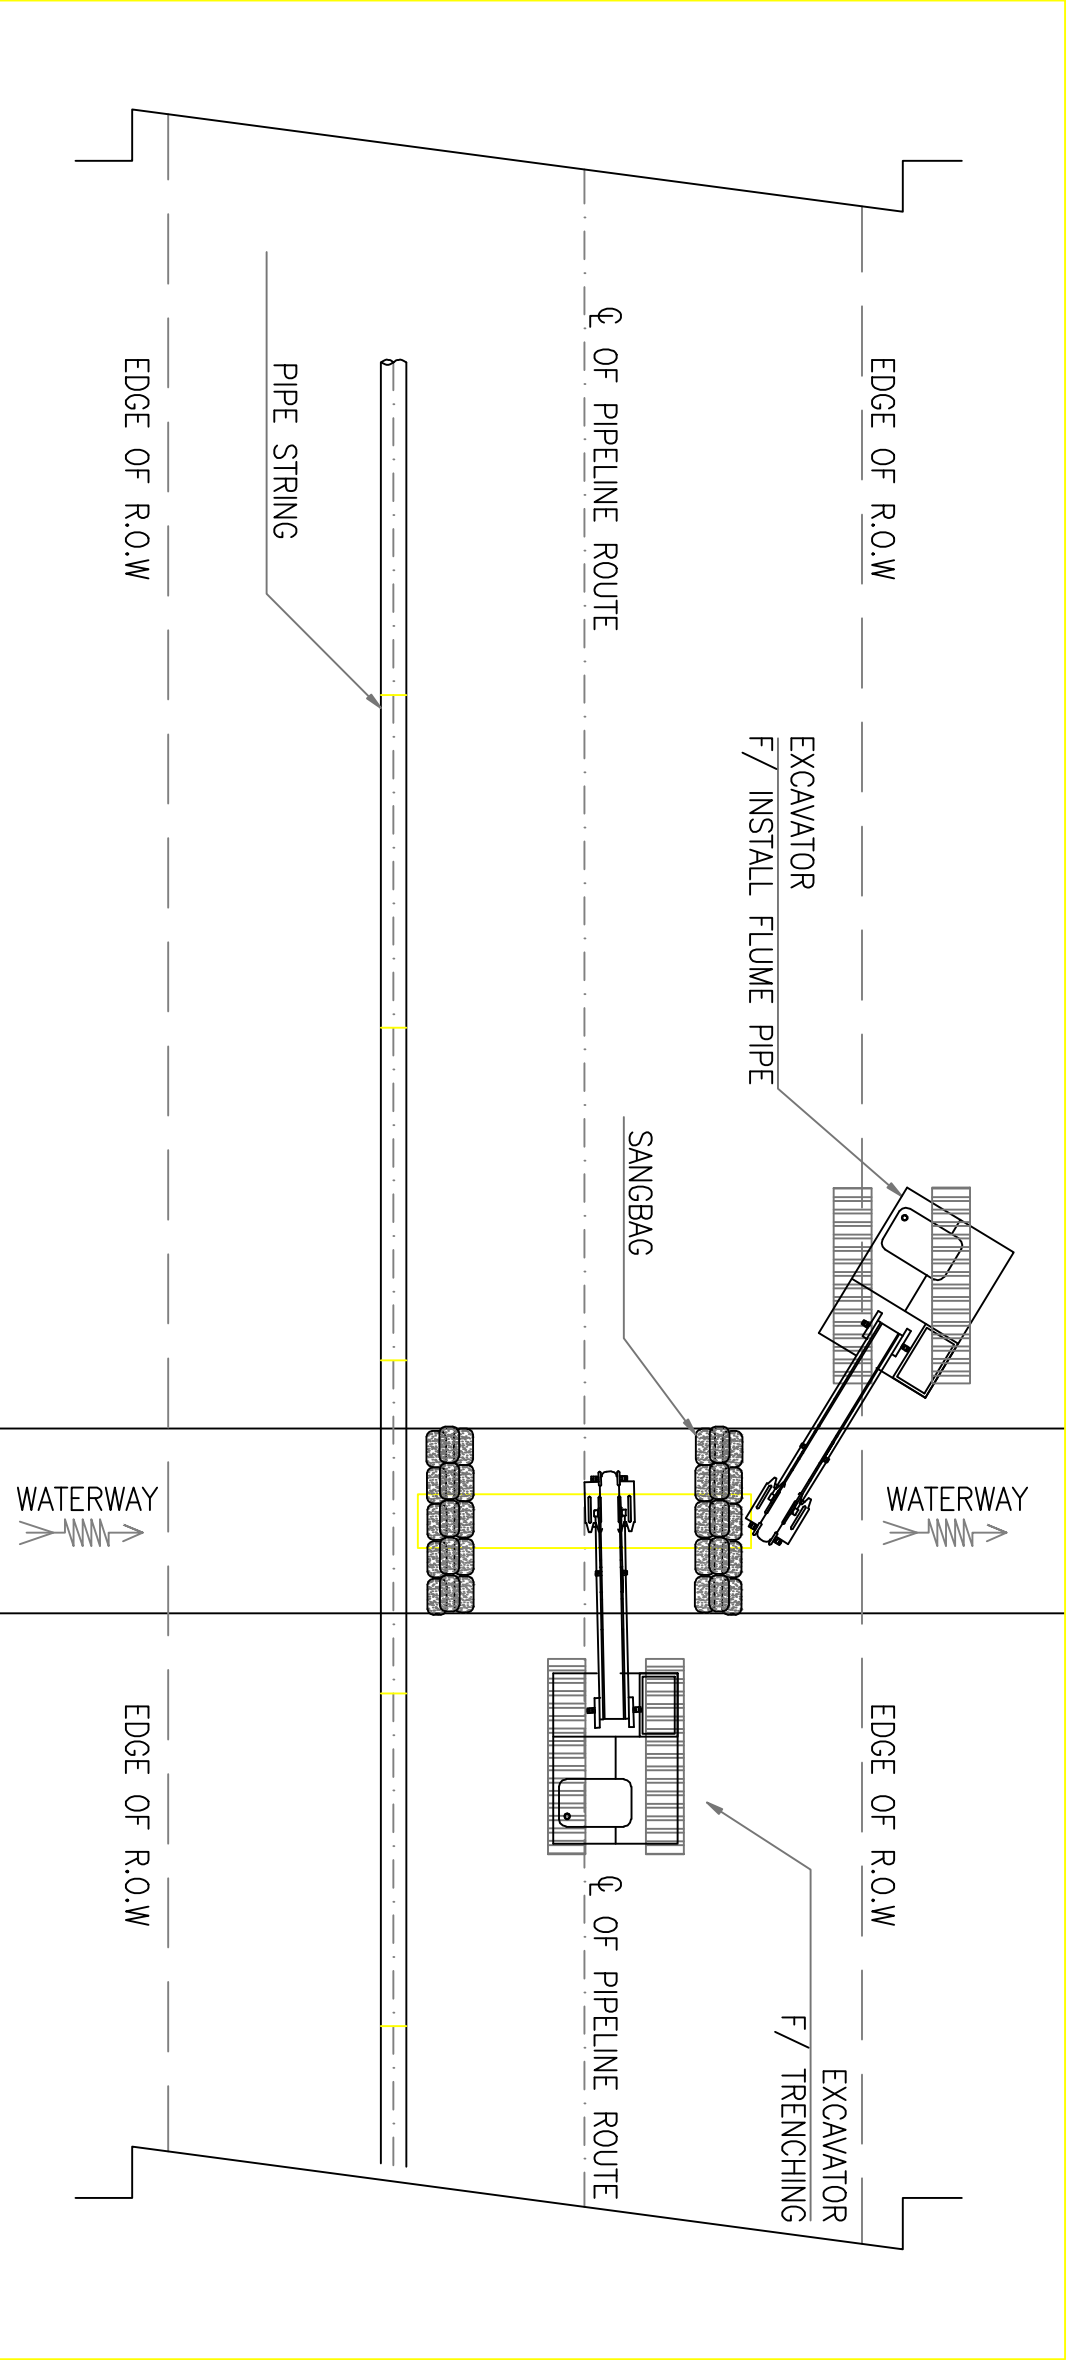 EDGE OF R.O.W
EDGE OF R.O.W
EXCAVATOR
F/ INSTALL FLUME PIPE
EXCAVATOR
F/ TRENCHING
SANGBAG
℄ OF PIPELINE ROUTE
℄ OF PIPELINE ROUTE
PIPE STRING
EDGE OF R.O.W
EDGE OF R.O.W
WATERWAY
WATERWAY